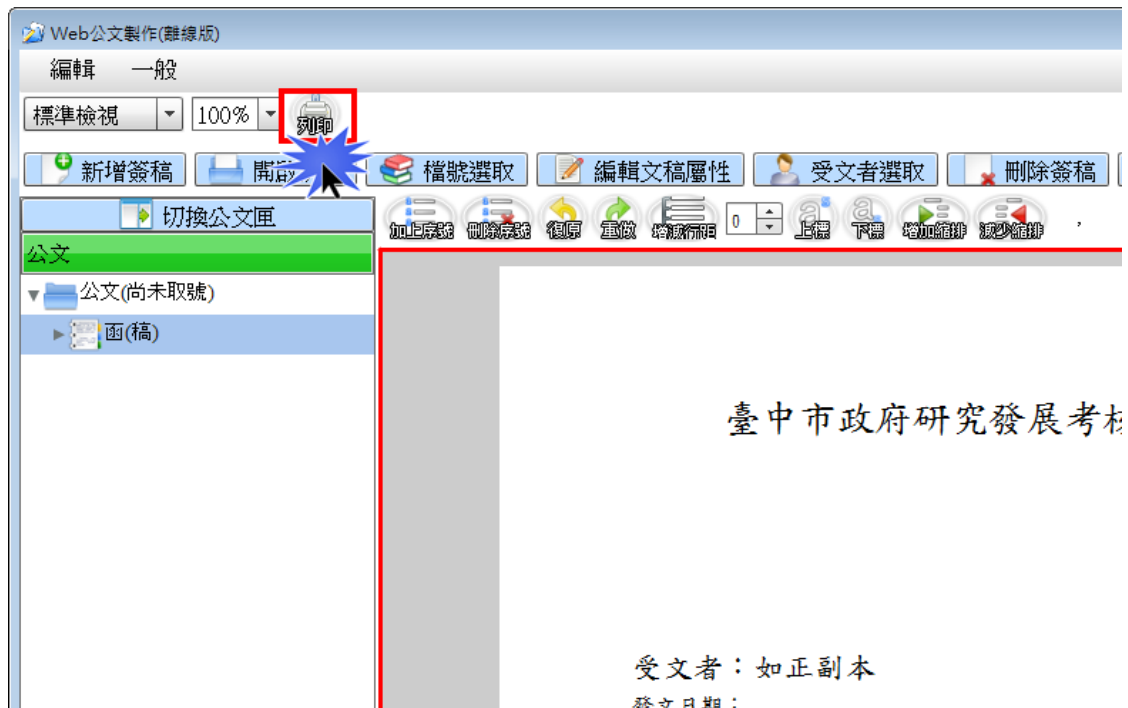 Web公文製作(離線版)
編輯 一般
標準檢視 100% 列印
新增簽稿 開啟 檔號選取 編輯文稿屬性 受文者選取 刪除簽稿
切換公文匣
加上序號 刪除序號 復原 重做 增減行距 0 上標 下標 增加縮排 減少縮排 ,
公文
公文(尚未取號)
函(稿)
臺中市政府研究發展考核
受文者：如正副本
發文日期：